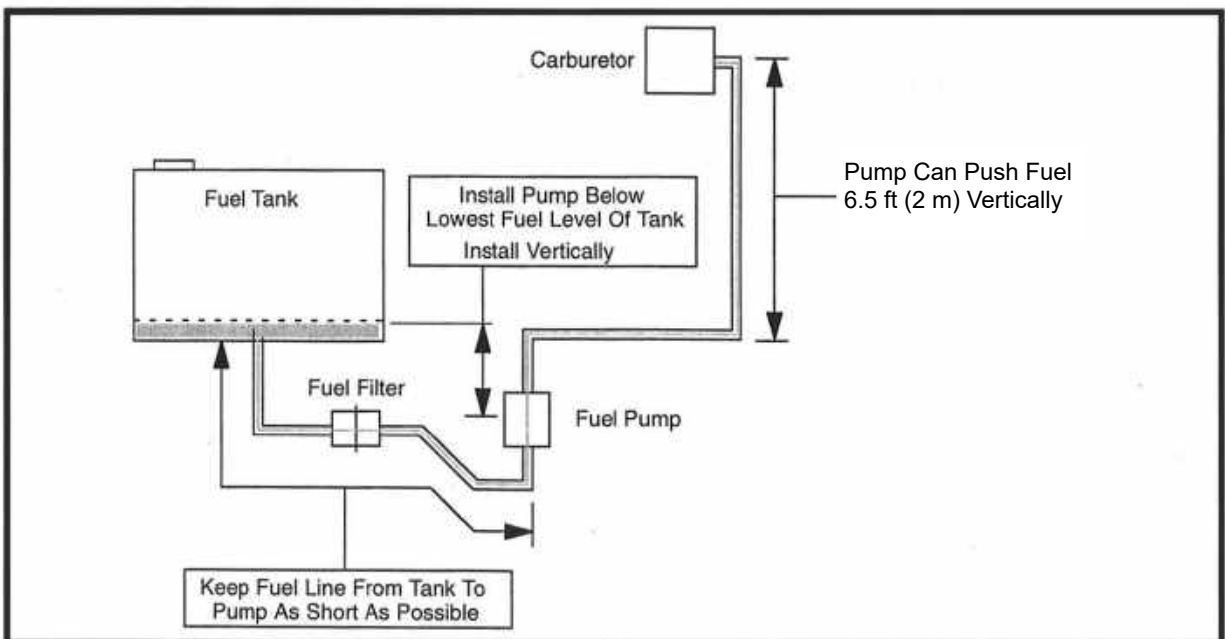 Carburetor
Pump Can Push Fuel
6.5 ft (2 m) Vertically
Fuel Tank
Install Pump Below
Lowest Fuel Level Of Tank
Install Vertically
Fuel Filter
Fuel Pump
Keep Fuel Line From Tank To
Pump As Short As Possible